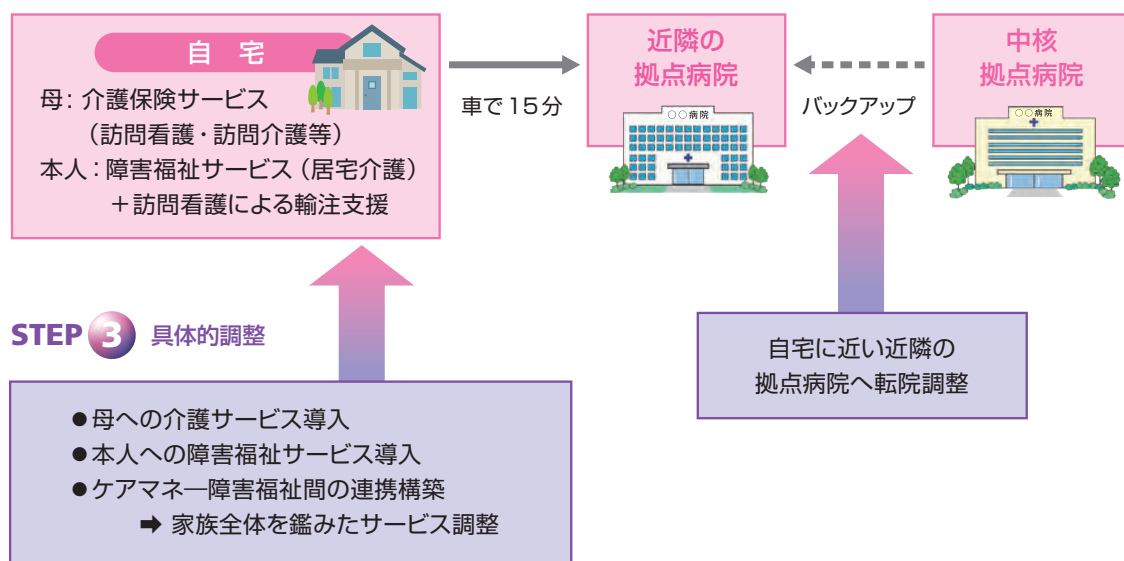 自 宅
母：介護保険サービス
（訪問看護・訪問介護等）
本人：障害福祉サービス（居宅介護）
＋訪問看護による輸注支援
車で15分
近隣の
拠点病院
〇〇病院
バックアップ
中核
拠点病院
〇〇病院
STEP 3 具体的調整
●母への介護サービス導入
●本人への障害福祉サービス導入
●ケアマネ―障害福祉間の連携構築
➡ 家族全体を鑑みたサービス調整
自宅に近い近隣の
拠点病院へ転院調整